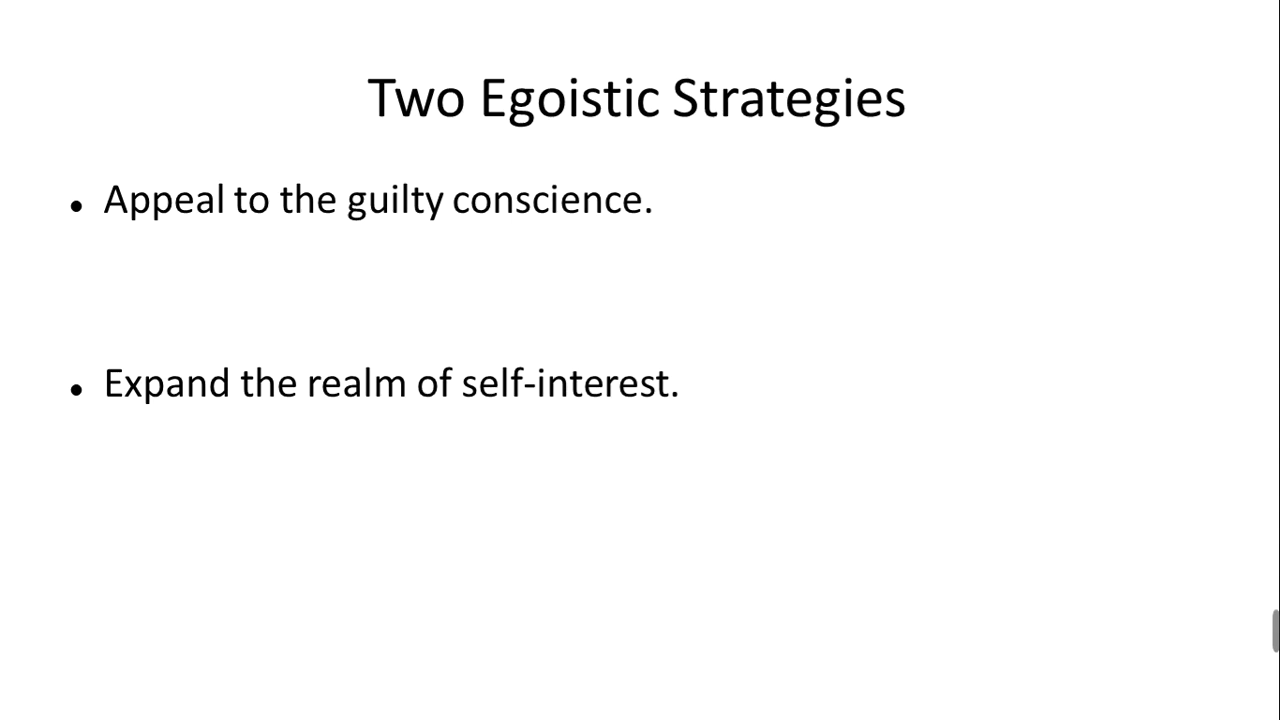 Two Egoistic Strategies
• Appeal to the guilty conscience.
• Expand the realm of self-interest.